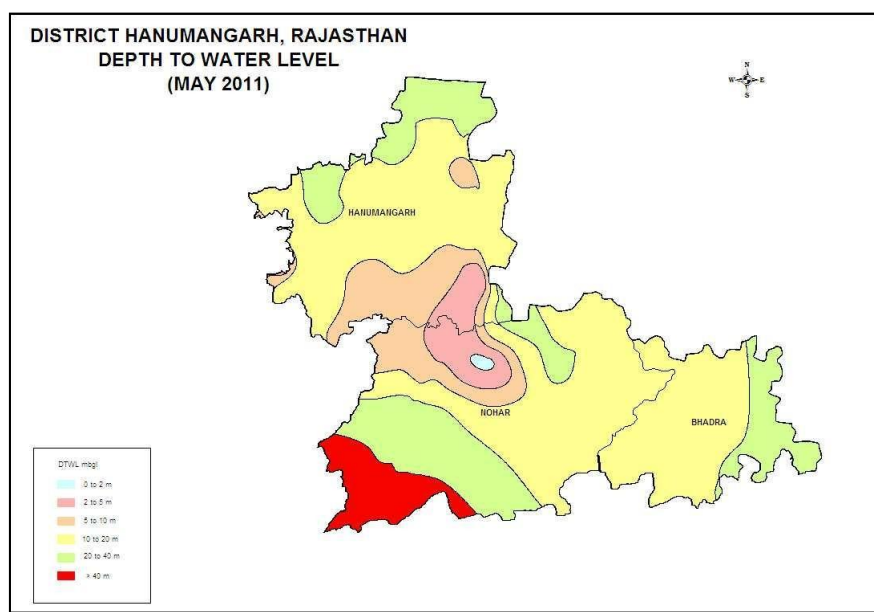 DISTRICT HANUMANGARH, RAJASTHAN
DEPTH TO WATER LEVEL
(MAY 2011)
N
W E
S
HANUMANGARH
NOHAR
BHADRA
DTWL mbgl
0 to 2 m
2 to 5 m
5 to 10 m
10 to 20 m
20 to 40 m
> 40 m